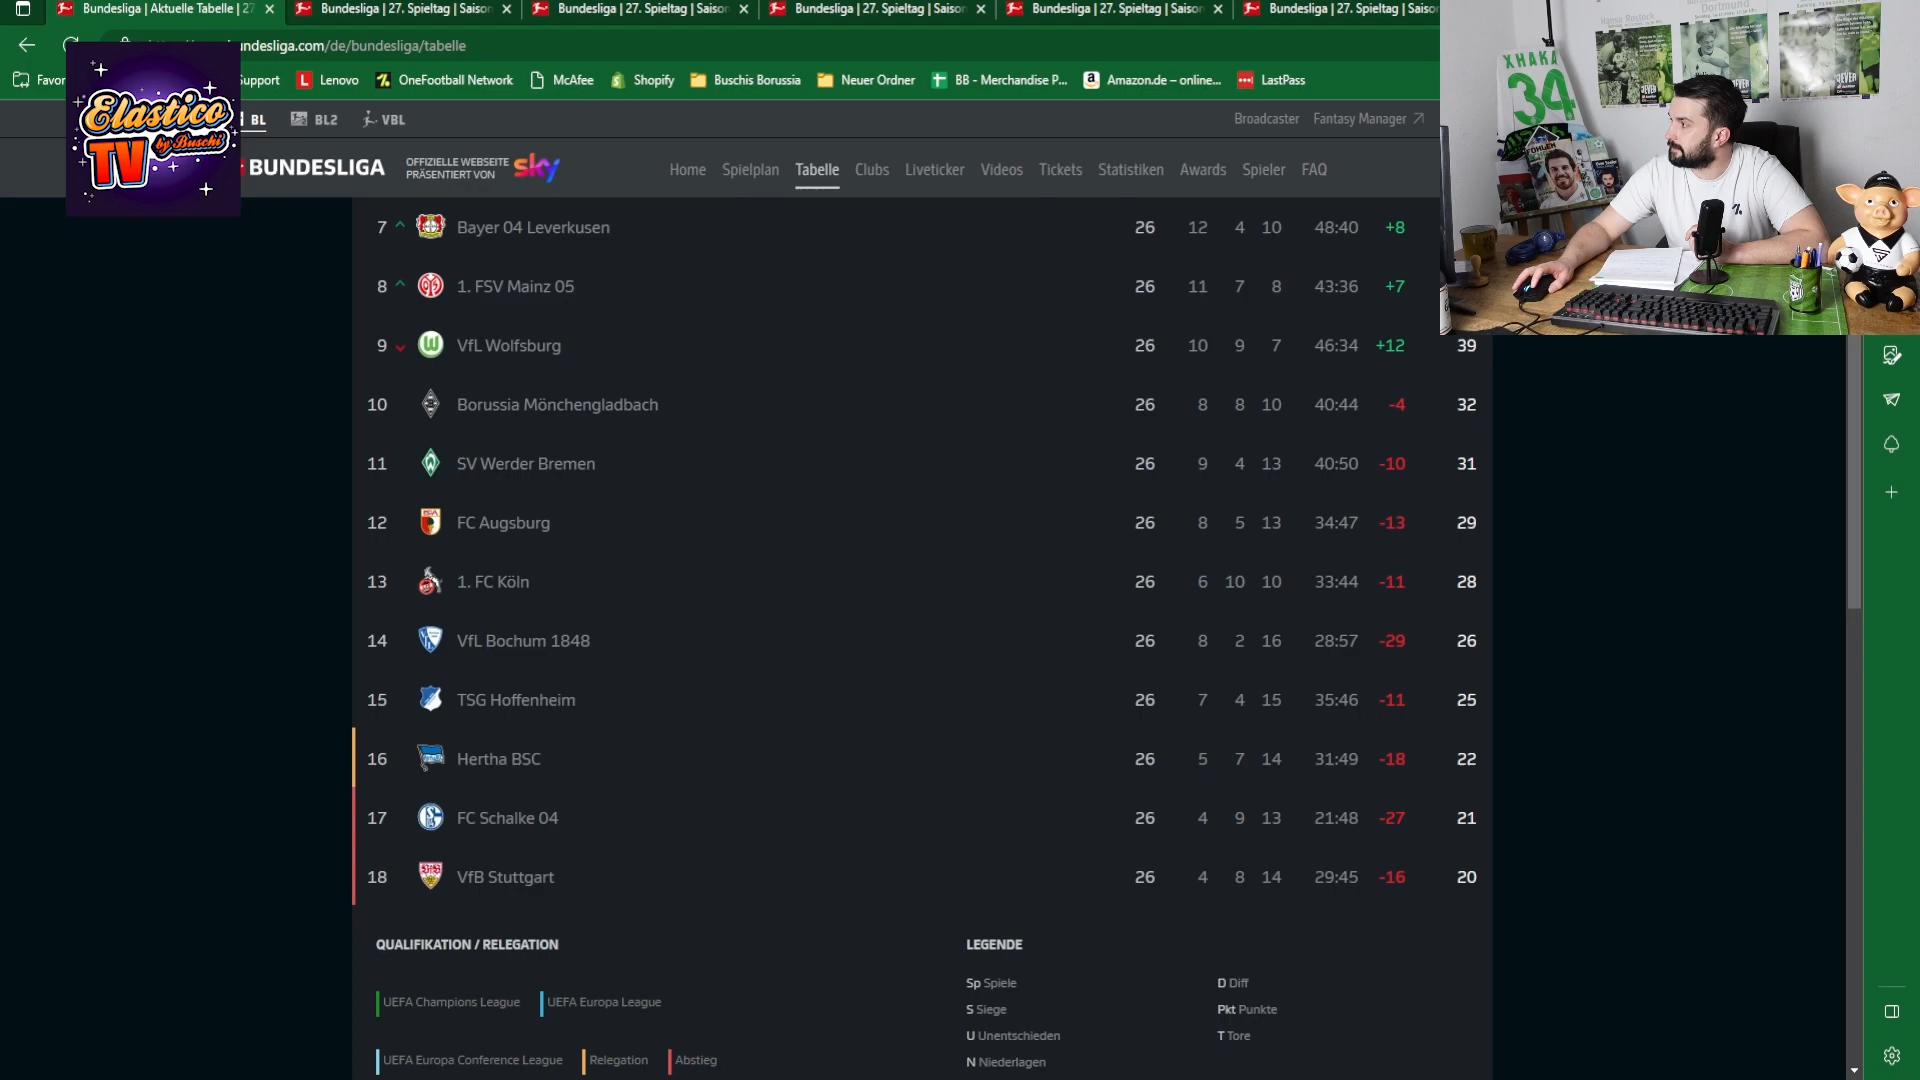 Bundesliga | Aktuelle Tabelle | 27
Bundesliga | 27. Spieltag | Saison
Bundesliga | 27. Spieltag | Saison
Bundesliga | 27. Spieltag | Saison
Bundesliga | 27. Spieltag | Saison
Bundesliga | 27. Spieltag | Saison
ndesliga.com/de/bundesliga/tabelle
Favor
Support
Lenovo
OneFootball Network
McAfee
Shopify
Buschis Borussia
Neuer Ordner
BB - Merchandise P...
Amazon.de – online...
LastPass
Elastico
TV
by Buschi
BL
BL2
VBL
Broadcaster
Fantasy Manager
BUNDESLIGA
OFFIZIELLE WEBSEITE
PRÄSENTIERT VON
sky
Home Spielplan Tabelle Clubs Liveticker Videos Tickets Statistiken Awards Spieler FAQ
XHAKA
34
Hansa Rostock
Dortmund
JEVER
JEVER
JEVER
FOHLEN
7 Bayer 04 Leverkusen 26 12 4 10 48:40 +8
8 1. FSV Mainz 05 26 11 7 8 43:36 +7
9 VfL Wolfsburg 26 10 9 7 46:34 +12 39
10 Borussia Mönchengladbach 26 8 8 10 40:44 -4 32
11 SV Werder Bremen 26 9 4 13 40:50 -10 31
12 FC Augsburg 26 8 5 13 34:47 -13 29
13 1. FC Köln 26 6 10 10 33:44 -11 28
14 VfL Bochum 1848 26 8 2 16 28:57 -29 26
15 TSG Hoffenheim 26 7 4 15 35:46 -11 25
16 Hertha BSC 26 5 7 14 31:49 -18 22
17 FC Schalke 04 26 4 9 13 21:48 -27 21
18 VfB Stuttgart 26 4 8 14 29:45 -16 20
QUALIFIKATION / RELEGATION
UEFA Champions League
UEFA Europa League
UEFA Europa Conference League
Relegation
Abstieg
LEGENDE
Sp Spiele
S Siege
U Unentschieden
N Niederlagen
D Diff
Pkt Punkte
T Tore